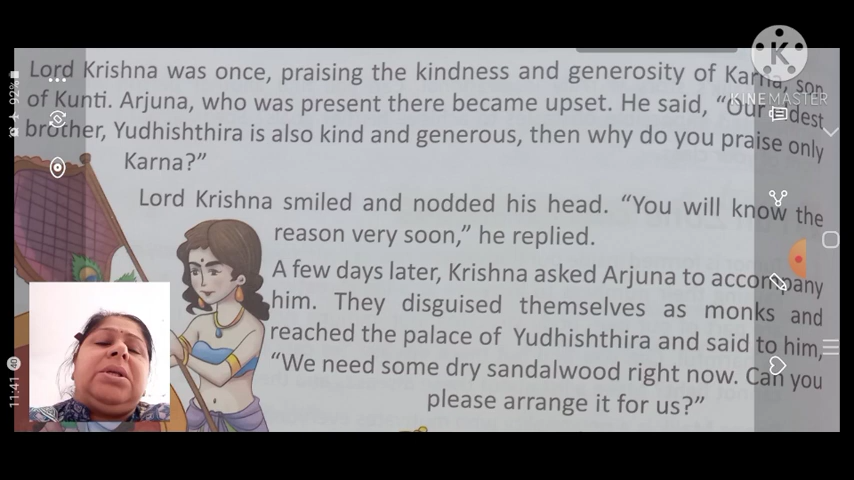 Lord Krishna was once, praising the kindness and generosity of Karna, son
of Kunti. Arjuna, who was present there became upset. He said, “Our eldest
brother, Yudhishthira is also kind and generous, then why do you praise only
Karna?”
Lord Krishna smiled and nodded his head. “You will know the
reason very soon,” he replied.
A few days later, Krishna asked Arjuna to accompany
him. They disguised themselves as monks and
reached the palace of Yudhishthira and said to him,
“We need some dry sandalwood right now. Can you
please arrange it for us?”
K
KINEMASTER
92%
11:41